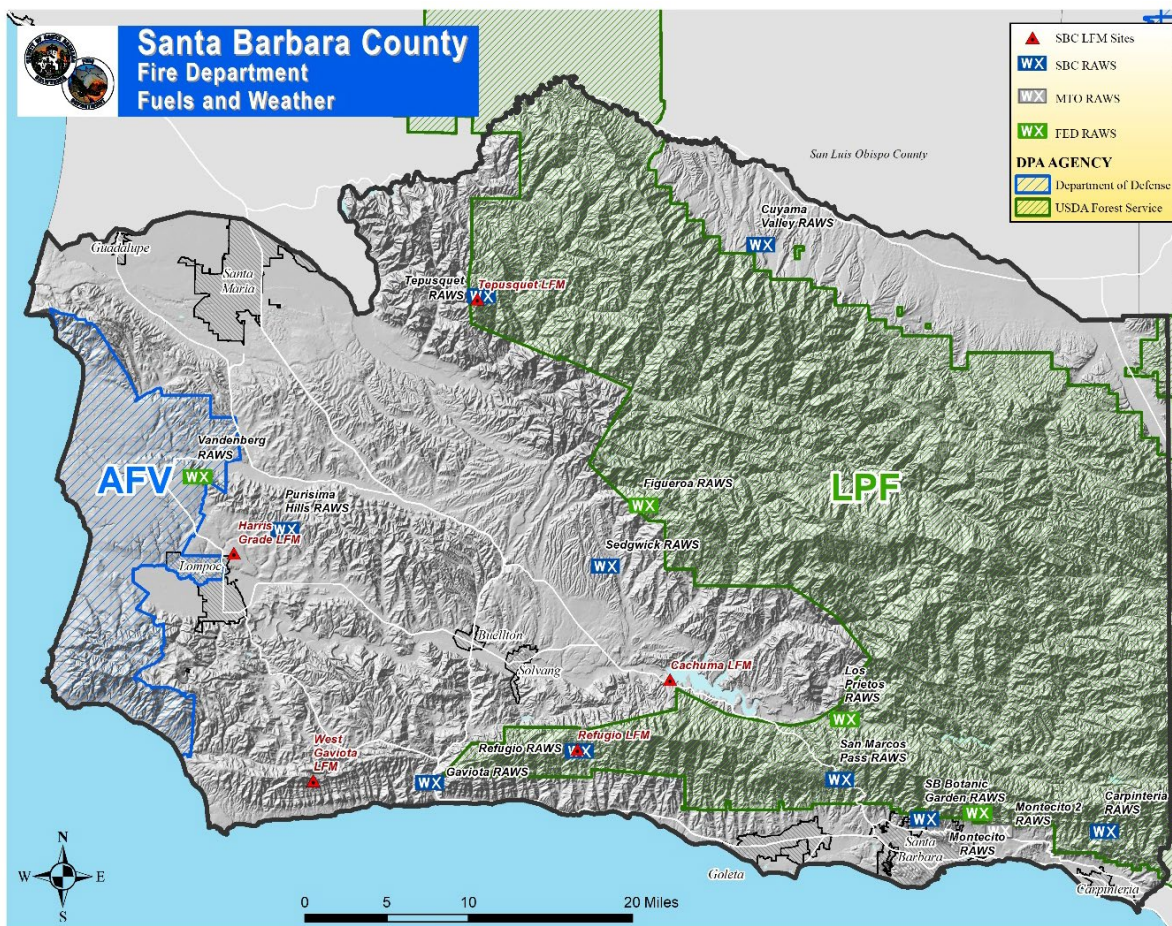 Santa Barbara County
Fire Department
Fuels and Weather
SBC LFM Sites
WX SBC RAWS
WX MTO RAWS
WX FED RAWS
DPA AGENCY
Department of Defense
USDA Forest Service
San Luis Obispo County
Cuyama
Valley RAWS
WX
Guadalupe
Santa
Maria
Tepusquet
RAWS
WX
Tepusquet LFM
Vandenberg
RAWS
WX
AFV
LPF
Figueroa RAWS
WX
Purisima
Hills RAWS
WX
Harris
Grade LFM
Sedgwick RAWS
WX
Lompoc
Buellton
Solvang
Cachuma LFM
Los
Prietos
RAWS
WX
West
Gaviota
LFM
Refugio RAWS
WX
Refugio LFM
Gaviota RAWS
WX
San Marcos
Pass RAWS
WX
SB Botanic
Garden RAWS
WX
WX
Montecito 2
RAWS
Montecito
RAWS
Carpinteria
RAWS
WX
Santa
Barbara
Goleta
Carpinteria
N
W E
S
0 5 10 20 Miles